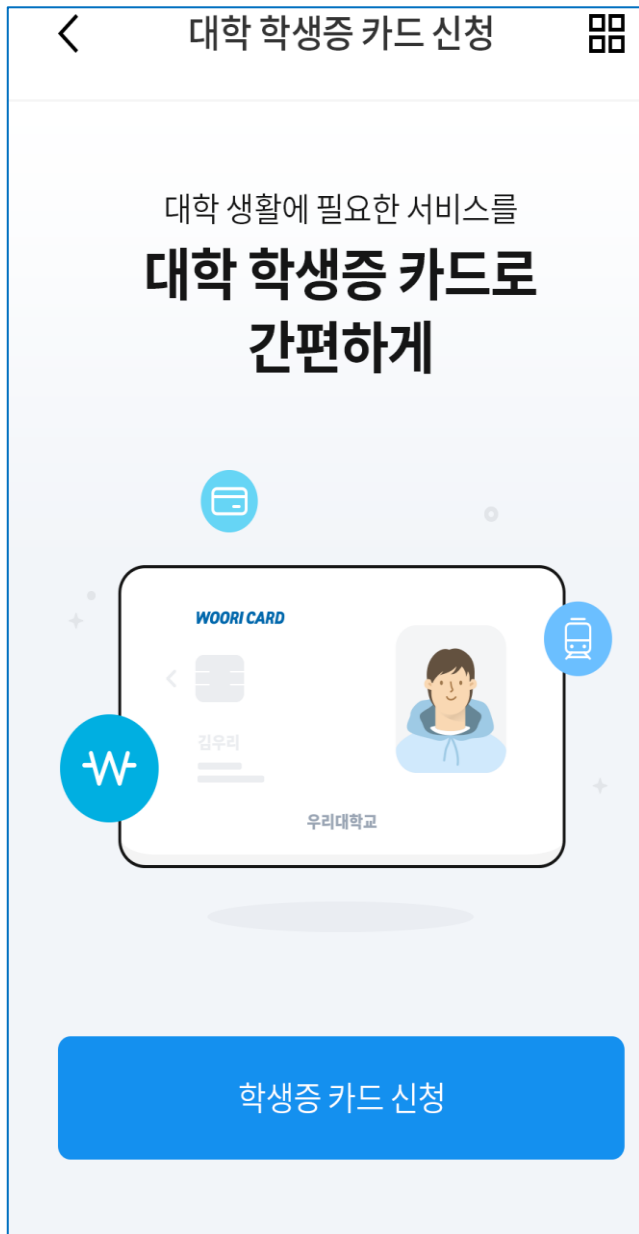 대학 학생증 카드 신청
대학 생활에 필요한 서비스를
대학 학생증 카드로
간편하게
WOORI CARD
김우리
우리대학교
학생증 카드 신청